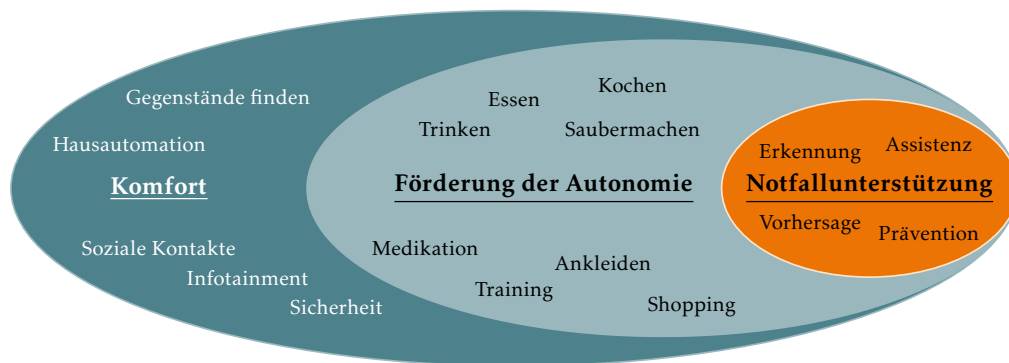 Gegenstände finden
Hausautomation
Komfort
Soziale Kontakte
Infotainment
Sicherheit
Kochen
Essen
Trinken
Saubermachen
Förderung der Autonomie
Medikation
Ankleiden
Training
Shopping
Assistenz
Erkennung
Notfallunterstützung
Vorhersage
Prävention